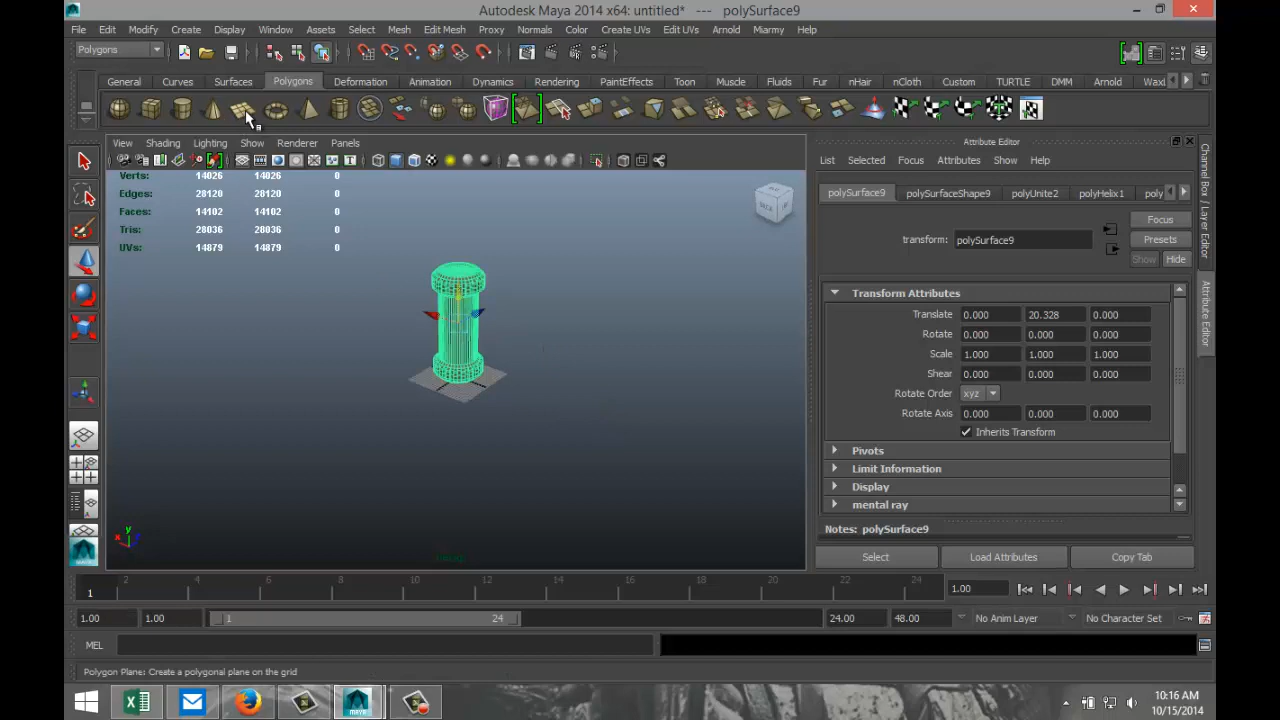 Autodesk Maya 2014 x64: untitled*   ---   polySurface9
File Edit Modify Create Display Window Assets Select Mesh Edit Mesh Proxy Normals Color Create UVs Edit UVs Arnold Marmy Help
Polygons
General Curves Surfaces Polygons Deformation Animation Dynamics Rendering PaintEffects Toon Muscle Fluids Fur nHair nCloth Custom TURTLE DMM Arnold Waxl
View Shading Lighting Show Renderer Panels
Attribute Editor
List Selected Focus Attributes Show Help
Verts: 14026 14026 0
Edges: 28120 28120 0
Faces: 14102 14102 0
Tris: 28036 28036 0
UVs: 14879 14879 0
polySurface9 polySurfaceShape9 polyUnite2 polyHelix1 poly
Focus
transform: polySurface9 Presets
Show Hide
Transform Attributes
Translate 0.000 20.328 0.000
Rotate 0.000 0.000 0.000
Scale 1.000 1.000 1.000
Shear 0.000 0.000 0.000
Rotate Order xyz
Rotate Axis 0.000 0.000 0.000
Inherits Transform
Pivots
Limit Information
Display
mental ray
Notes: polySurface9
Select Load Attributes Copy Tab
Channel Box / Layer Editor
Attribute Editor
y
x z
2 4 6 8 10 12 14 16 18 20 22 24
1 1.00
1.00 1.00 1 24 24.00 48.00 No Anim Layer No Character Set
MEL
Polygon Plane: Create a polygonal plane on the grid
10:16 AM
10/15/2014